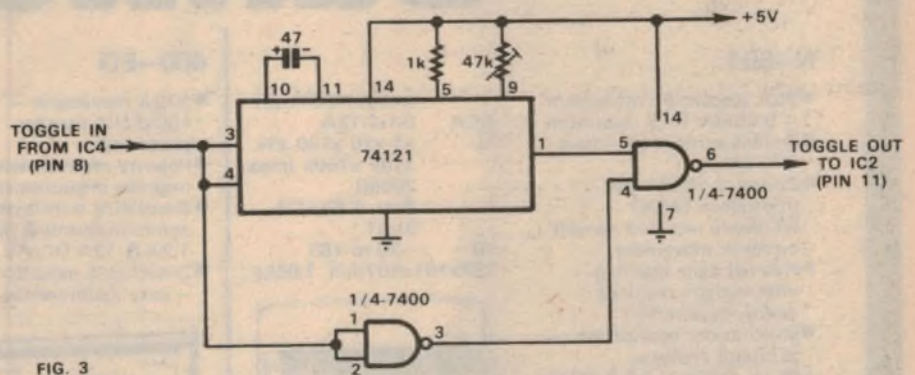 +5V
47
+ -
1k
47k
10
11
14
5
9
14
TOGGLE IN
FROM IC4
(PIN 8)
3
4
74121
1
5
4
6
TOGGLE OUT
TO IC2
(PIN 11)
1/4-7400
7
1/4-7400
1
2
3
FIG. 3